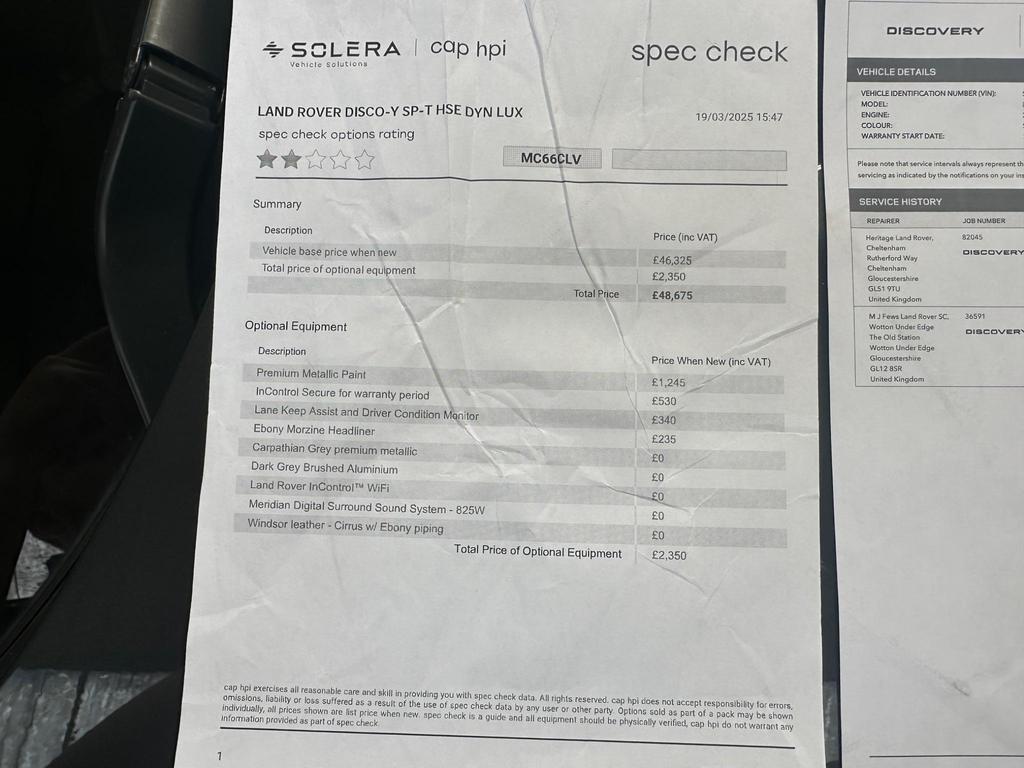 SOLERA | cap hpi
Vehicle Solutions
spec check
LAND ROVER DISCO-Y SP-T HSE DYN LUX
19/03/2025 15:47
spec check options rating
MC66CLV
Summary
Description Price (inc VAT)
Vehicle base price when new £46,325
Total price of optional equipment £2,350
Total Price £48,675
Optional Equipment
Description Price When New (inc VAT)
Premium Metallic Paint £1,245
InControl Secure for warranty period £530
Lane Keep Assist and Driver Condition Monitor £340
Ebony Morzine Headliner £235
Carpathian Grey premium metallic £0
Dark Grey Brushed Aluminium £0
Land Rover InControl™ WiFi £0
Meridian Digital Surround Sound System - 825W £0
Windsor leather - Cirrus w/ Ebony piping £0
Total Price of Optional Equipment £2,350
cap hpi exercises all reasonable care and skill in providing you with spec check data. All rights reserved. cap hpi does not accept responsibility for errors,
omissions, liability or loss suffered as a result of the use of spec check data by any user or other party. Options sold as part of a pack may be shown
individually, all prices shown are list price when new. spec check is a guide and all equipment should be physically verified, cap hpi do not warrant any
information provided as part of spec check.
1
DISCOVERY
VEHICLE DETAILS
VEHICLE IDENTIFICATION NUMBER (VIN):
MODEL:
ENGINE:
COLOUR:
WARRANTY START DATE:
Please note that service intervals always represent
servicing as indicated by the notifications on your
SERVICE HISTORY
REPAIRER JOB NUMBER
Heritage Land Rover, 82045
Cheltenham
DISCOVERY
Rutherford Way
Cheltenham
Gloucestershire
GL51 9TU
United Kingdom
M J Fews Land Rover SC, 36591
Wotton Under Edge
DISCOVERY
The Old Station
Wotton Under Edge
Gloucestershire
GL12 8SR
United Kingdom